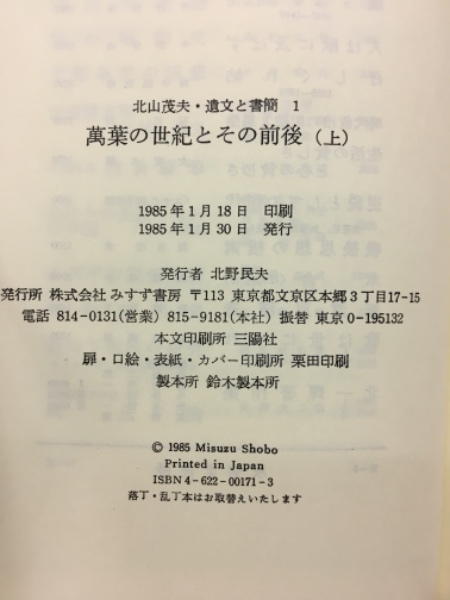 北山茂夫・遺文と書簡 1
萬葉の世紀とその前後（上）
1985年1月18日 印刷
1985年1月30日 発行
発行者 北野民夫
発行所 株式会社 みすず書房 〒113 東京都文京区本郷3丁目17-15
電話 814-0131(営業) 815-9181(本社) 振替 東京0-195132
本文印刷所 三陽社
扉・口絵・表紙・カバー印刷所 栗田印刷
製本所 鈴木製本所
© 1985 Misuzu Shobo
Printed in Japan
ISBN 4-622-00171-3
落丁・乱丁本はお取替えいたします